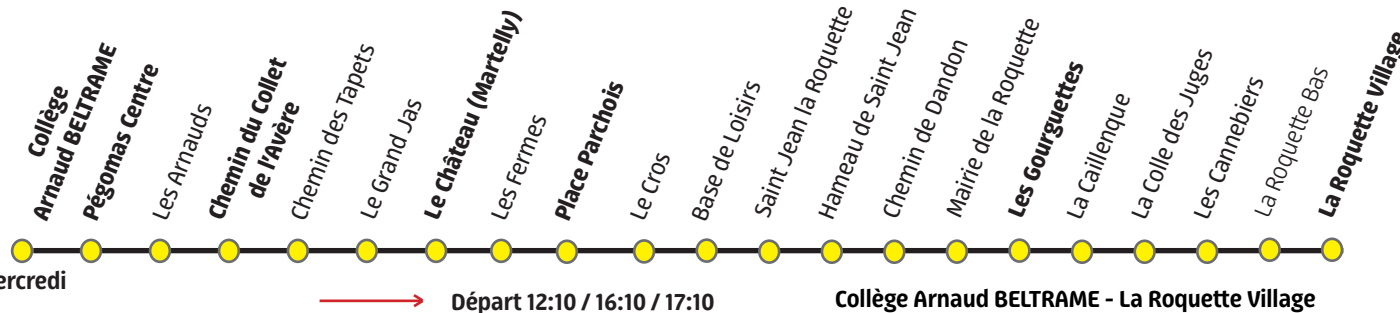 Collège
Arnaud BELTRAME
Pégomas Centre
Les Arnauds
Chemin du Collet
de l'Avère
Chemin des Tapets
Le Grand Jas
Le Château (Martelly)
Les Fermes
Place Parchois
Le Cros
Base de Loisirs
Saint Jean la Roquette
Hameau de Saint Jean
Chemin de Dandon
Mairie de la Roquette
Les Gourguettes
La Caillenque
La Colle des Juges
Les Cannebiers
La Roquette Bas
La Roquette Village
ercredi
Départ 12:10 / 16:10 / 17:10
Collège Arnaud BELTRAME - La Roquette Village